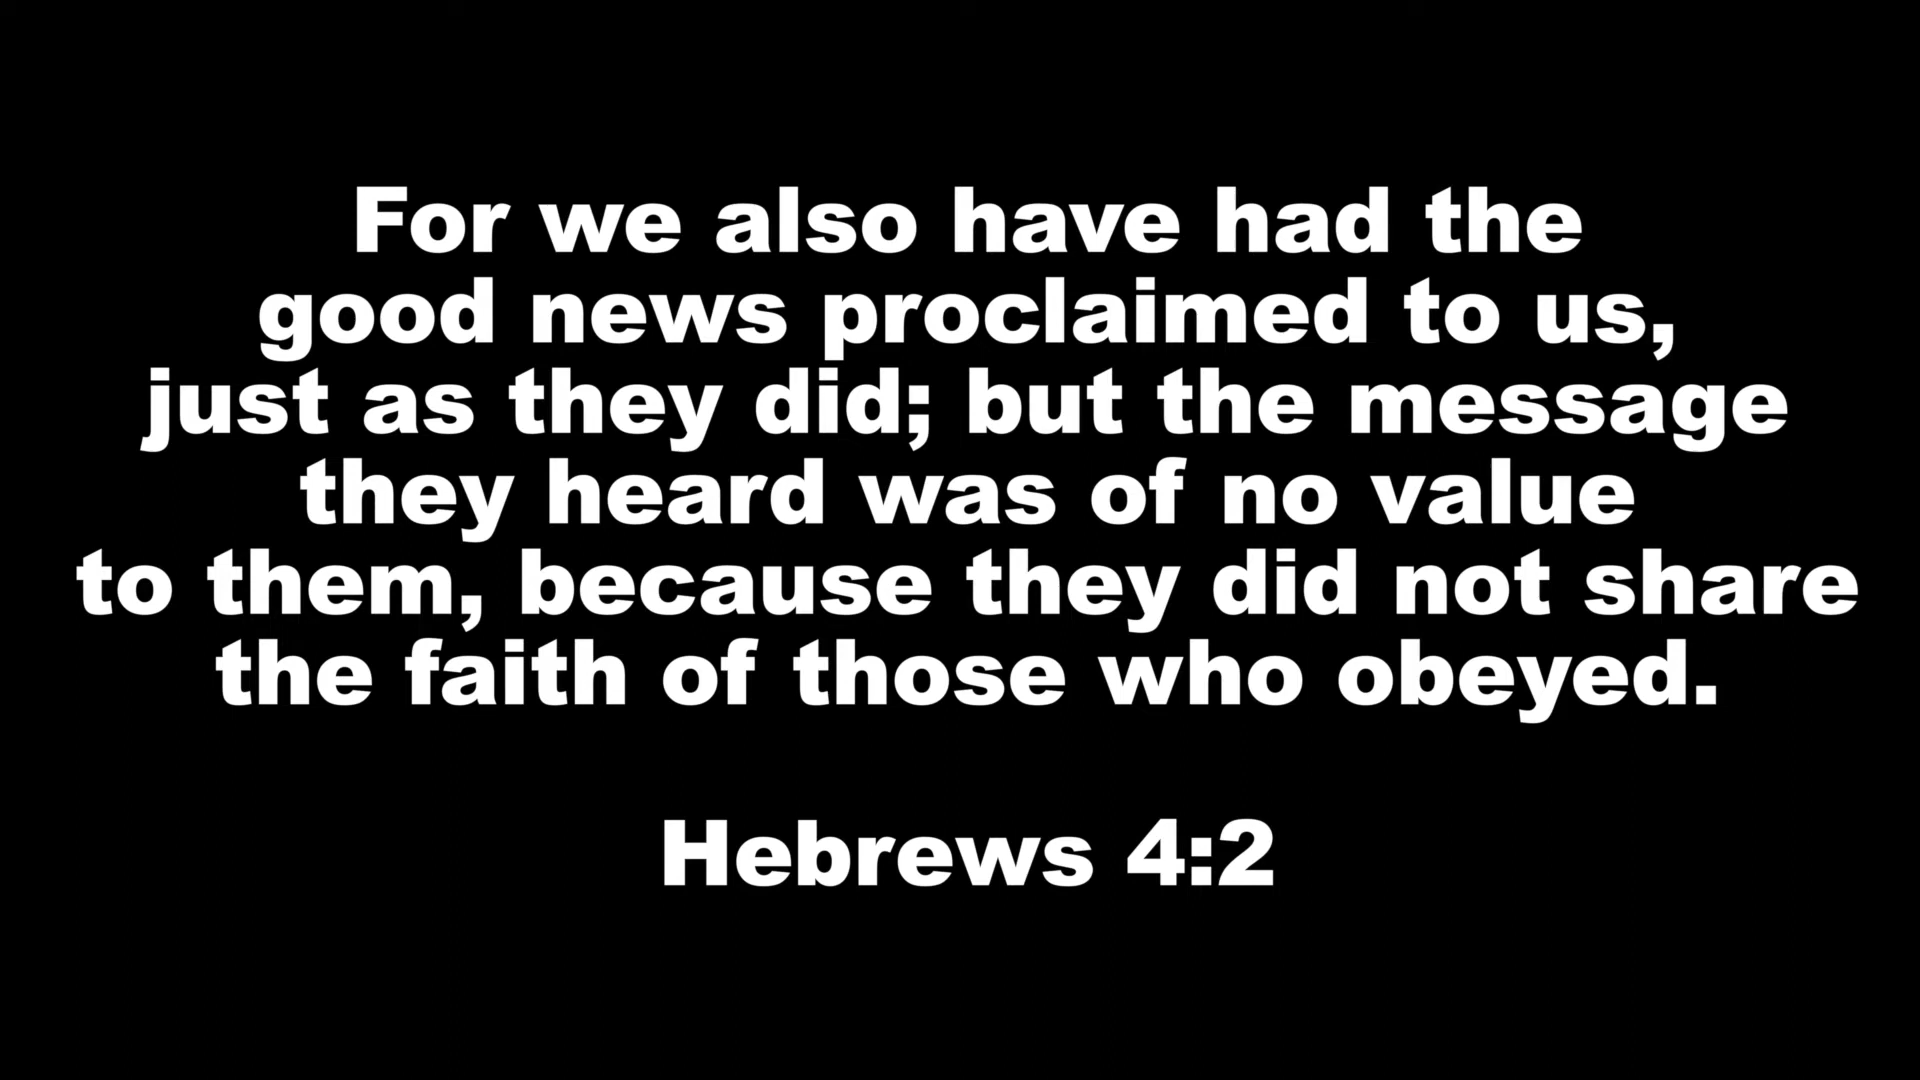 For we also have had the
good news proclaimed to us,
just as they did; but the message
they heard was of no value
to them, because they did not share
the faith of those who obeyed.
Hebrews 4:2